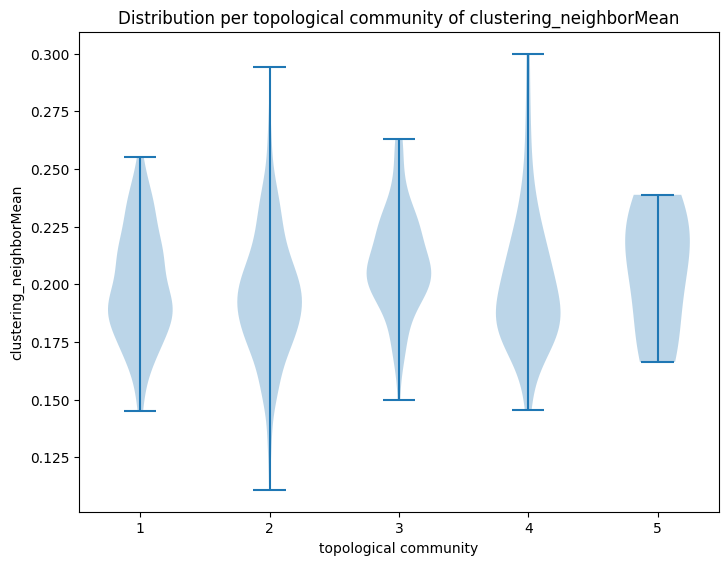 Distribution per topological community of clustering_neighborMean
0.300
0.275
0.250
0.225
0.200
0.175
0.150
0.125
clustering_neighborMean
1 2 3 4 5
topological community